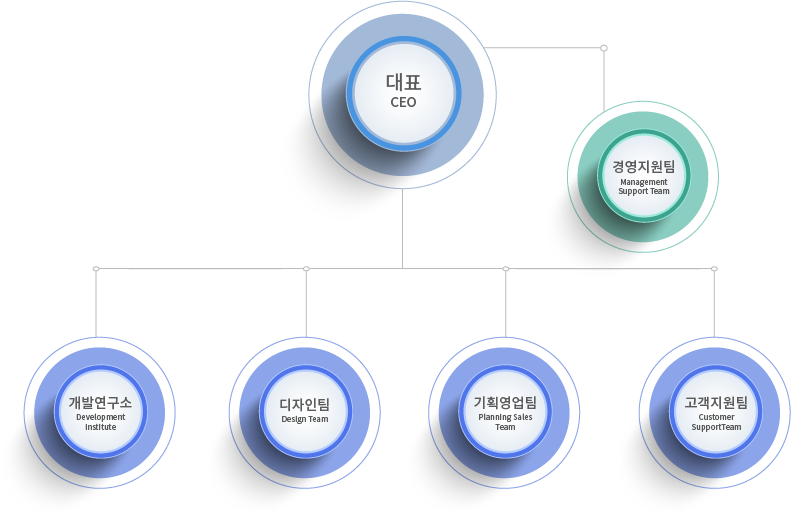 대표
CEO
경영지원팀
Management
Support Team
개발연구소
Development
Institute
디자인팀
Design Team
기획영업팀
Planning Sales
Team
고객지원팀
Customer
SupportTeam